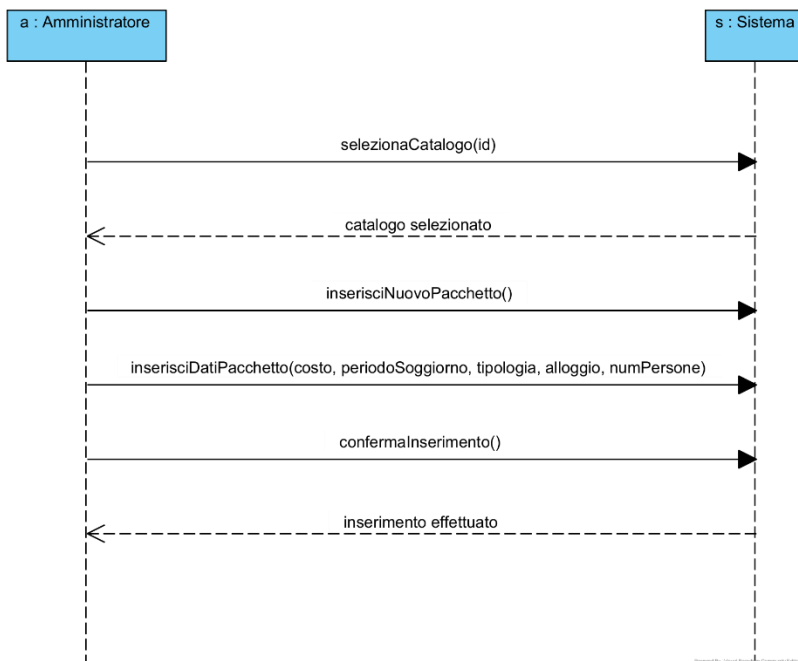 a : Amministratore
s : Sistema
selezionaCatalogo(id)
catalogo selezionato
inserisciNuovoPacchetto()
inserisciDatiPacchetto(costo, periodoSoggiorno, tipologia, alloggio, numPersone)
confermaInserimento()
inserimento effettuato